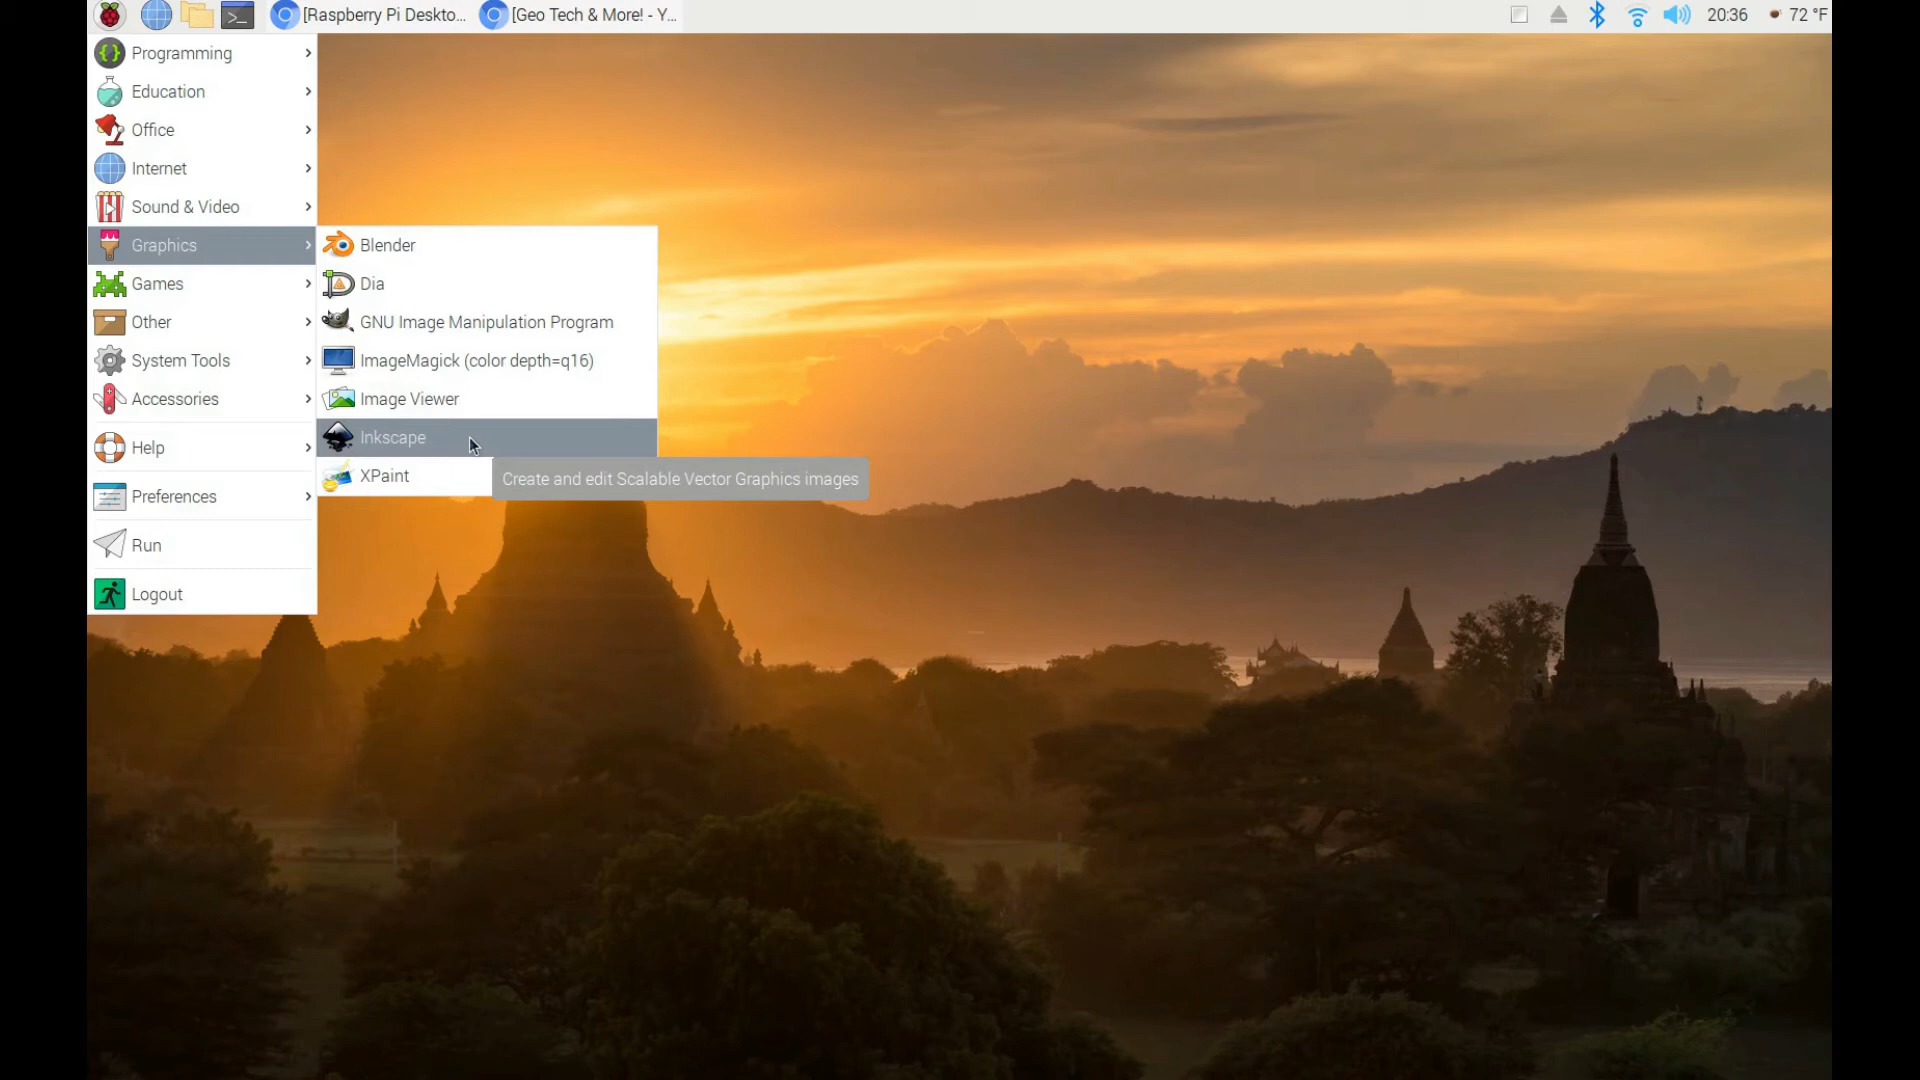 [Raspberry Pi Deskto...
[Geo Tech & More! - Y...
20:36
72 °F
Programming
Education
Office
Internet
Sound & Video
Graphics
Games
Other
System Tools
Accessories
Help
Preferences
Run
Logout
Blender
Dia
GNU Image Manipulation Program
ImageMagick (color depth=q16)
Image Viewer
Inkscape
XPaint
Create and edit Scalable Vector Graphics images